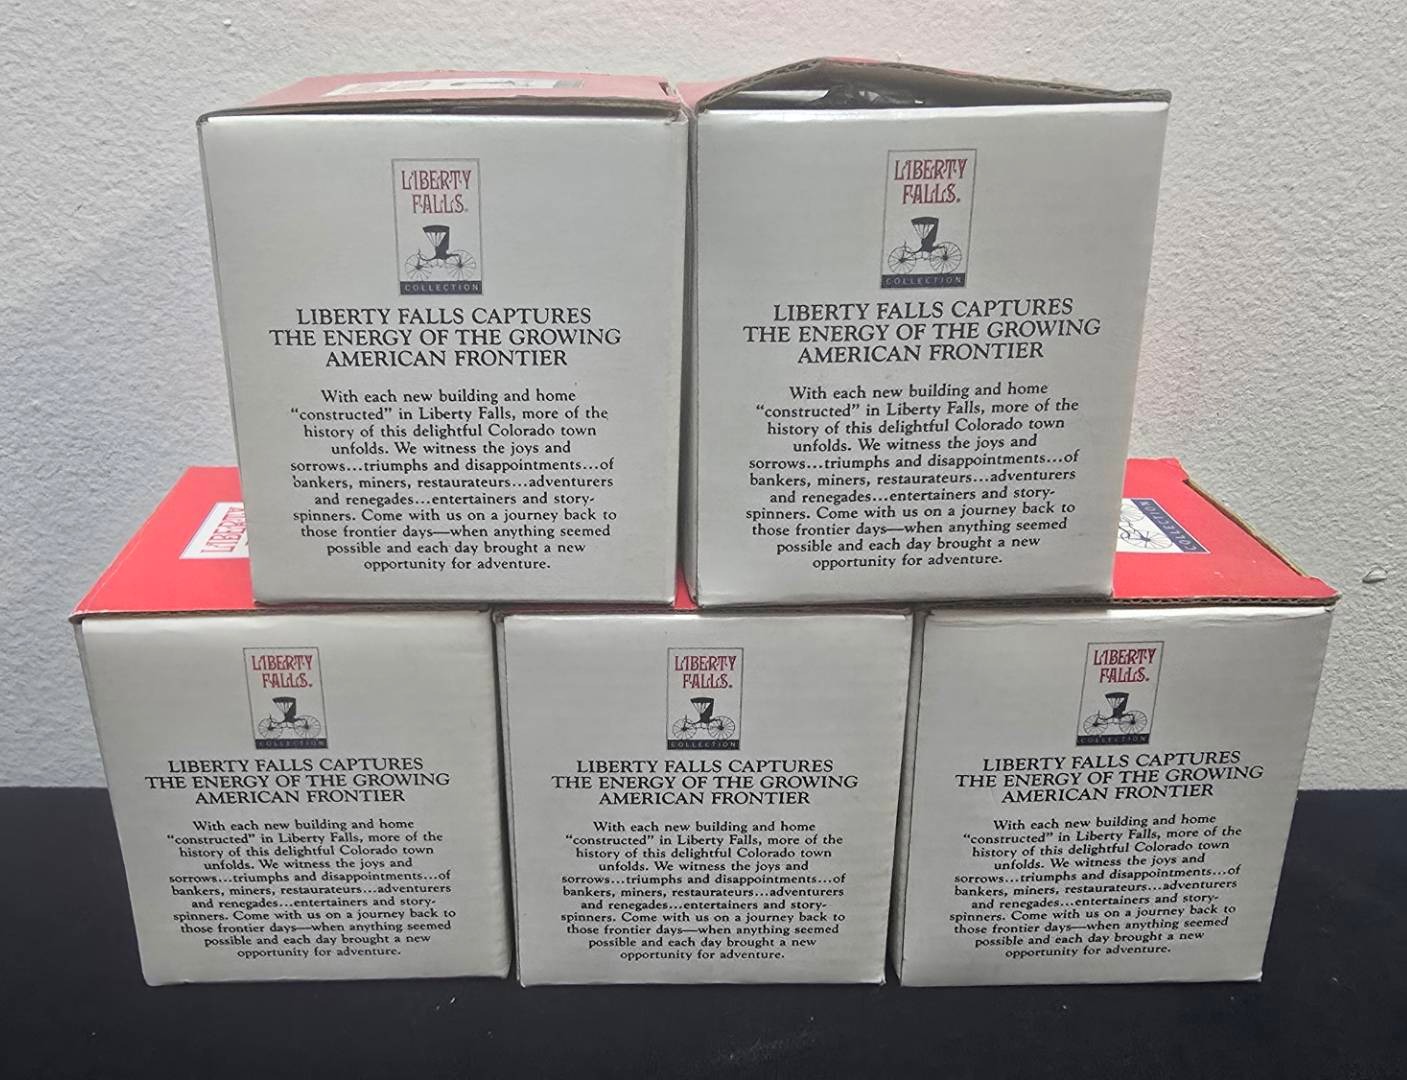 LIBERTY
FALLS.
COLLECTION
LIBERTY FALLS CAPTURES
THE ENERGY OF THE GROWING
AMERICAN FRONTIER
With each new building and home
“constructed” in Liberty Falls, more of the
history of this delightful Colorado town
unfolds. We witness the joys and
sorrows...triumphs and disappointments...of
bankers, miners, restaurateurs...adventurers
and renegades...entertainers and story-
spinners. Come with us on a journey back to
those frontier days—when anything seemed
possible and each day brought a new
opportunity for adventure.
LIBERTY
FALLS.
COLLECTION
LIBERTY FALLS CAPTURES
THE ENERGY OF THE GROWING
AMERICAN FRONTIER
With each new building and home
“constructed” in Liberty Falls, more of the
history of this delightful Colorado town
unfolds. We witness the joys and
sorrows...triumphs and disappointments...of
bankers, miners, restaurateurs...adventurers
and renegades...entertainers and story-
spinners. Come with us on a journey back to
those frontier days—when anything seemed
possible and each day brought a new
opportunity for adventure.
LIBERTY
COLLECTION
LIBERTY
FALLS.
COLLECTION
LIBERTY FALLS CAPTURES
THE ENERGY OF THE GROWING
AMERICAN FRONTIER
With each new building and home
“constructed” in Liberty Falls, more of the
history of this delightful Colorado town
unfolds. We witness the joys and
sorrows...triumphs and disappointments...of
bankers, miners, restaurateurs...adventurers
and renegades...entertainers and story-
spinners. Come with us on a journey back to
those frontier days—when anything seemed
possible and each day brought a new
opportunity for adventure.
LIBERTY
FALLS.
COLLECTION
LIBERTY FALLS CAPTURES
THE ENERGY OF THE GROWING
AMERICAN FRONTIER
With each new building and home
“constructed” in Liberty Falls, more of the
history of this delightful Colorado town
unfolds. We witness the joys and
sorrows...triumphs and disappointments...of
bankers, miners, restaurateurs...adventurers
and renegades...entertainers and story-
spinners. Come with us on a journey back to
those frontier days—when anything seemed
possible and each day brought a new
opportunity for adventure.
LIBERTY
FALLS.
COLLECTION
LIBERTY FALLS CAPTURES
THE ENERGY OF THE GROWING
AMERICAN FRONTIER
With each new building and home
“constructed” in Liberty Falls, more of the
history of this delightful Colorado town
unfolds. We witness the joys and
sorrows...triumphs and disappointments...of
bankers, miners, restaurateurs...adventurers
and renegades...entertainers and story-
spinners. Come with us on a journey back to
those frontier days—when anything seemed
possible and each day brought a new
opportunity for adventure.